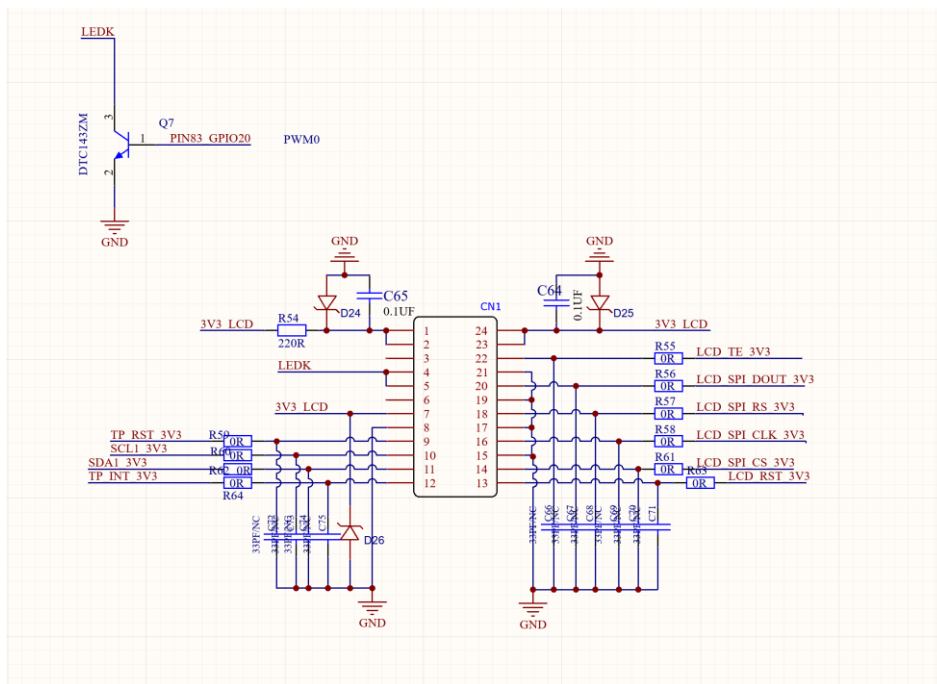 LEDK
3
Q7
1
PIN83_GPIO20
PWM0
DTC143ZM
2
GND
GND
GND
C65
0.1UF
D24
C64
0.1UF
D25
CN1
3V3_LCD
R54
220R
1
2
3
4
5
6
7
8
9
10
11
12
24
23
22
21
20
19
18
17
16
15
14
13
3V3_LCD
LEDK
3V3_LCD
R55
0R
LCD_TE_3V3
R56
0R
LCD_SPI_DOUT_3V3
R57
0R
LCD_SPI_RS_3V3
R58
0R
LCD_SPI_CLK_3V3
R61
0R
LCD_SPI_CS_3V3
R63
0R
LCD_RST_3V3
TP_RST_3V3
R59
0R
SCL1_3V3
R60
0R
SDA1_3V3
R62
0R
TP_INT_3V3
0R
R64
33PF/NC
C75
D26
GND
33PF/NC
C68
C71
GND